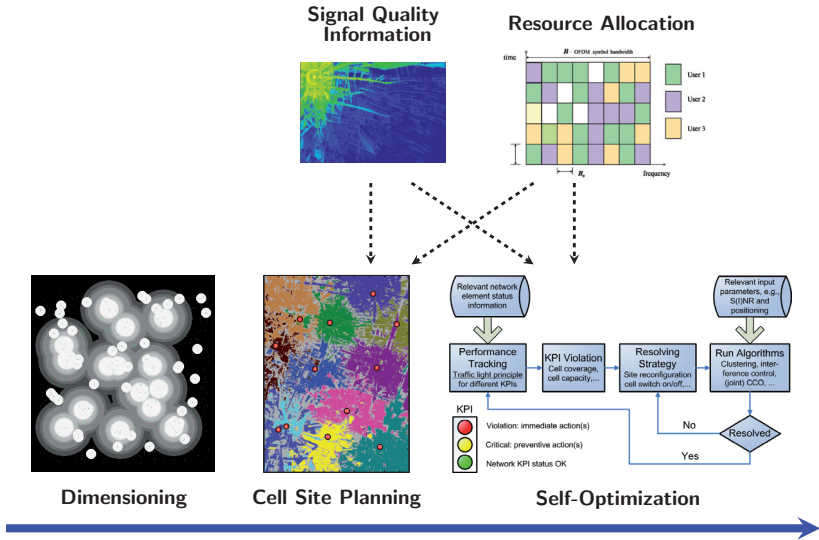 Signal Quality
Information
Resource Allocation
B – OFDM symbol bandwidth
time
User 1
User 2
User 3
Bs
frequency
Relevant network
element status
information
Relevant input
parameters, e.g.,
S(I)NR and
positioning
Performance
Tracking
Traffic light principle
for different KPIs
KPI Violation
Cell coverage,
cell capacity,...
Resolving
Strategy
Site reconfiguration
cell switch on/off,...
Run Algorithms
Clustering, inter-
ference control,
(joint) CCO, ...
KPI
Violation: immediate action(s)
Critical: preventive action(s)
Network KPI status OK
No
Resolved
Yes
Dimensioning
Cell Site Planning
Self-Optimization